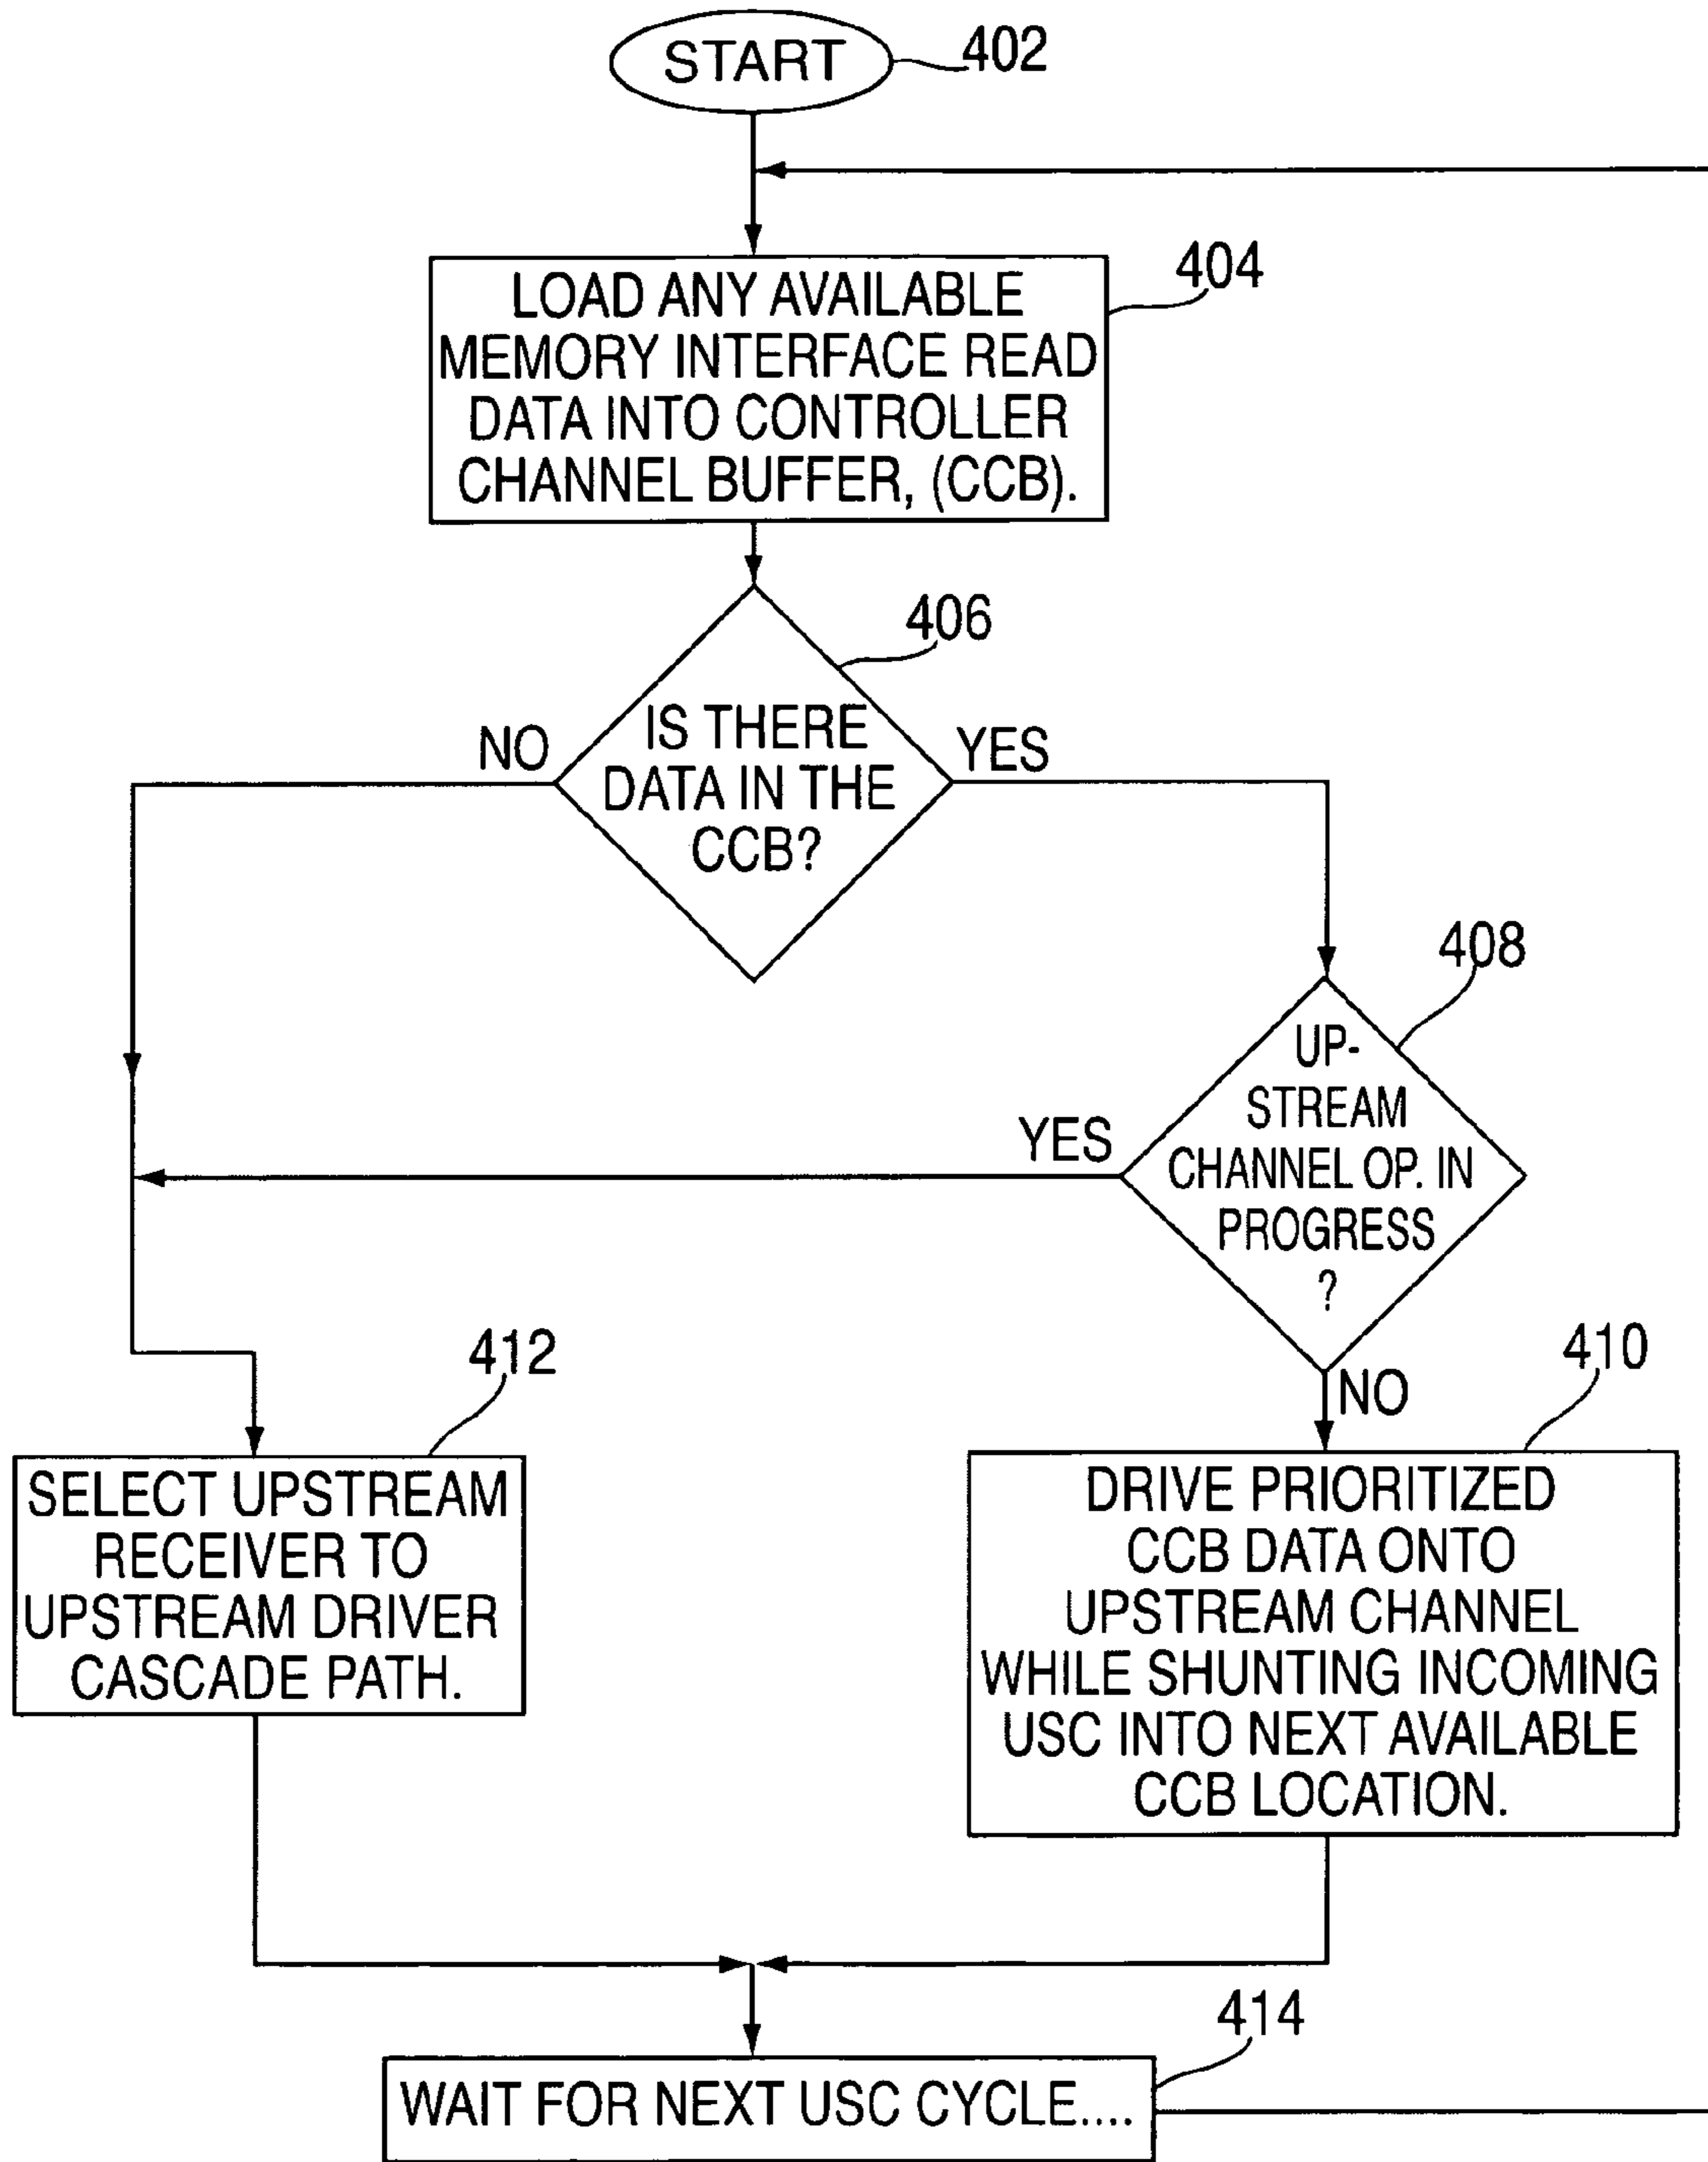 START
402
404
LOAD ANY AVAILABLE
MEMORY INTERFACE READ
DATA INTO CONTROLLER
CHANNEL BUFFER, (CCB).
406
NO
IS THERE
DATA IN THE
CCB?
YES
408
UP-
STREAM
CHANNEL OP. IN
PROGRESS
?
YES
NO
412
SELECT UPSTREAM
RECEIVER TO
UPSTREAM DRIVER
CASCADE PATH.
410
DRIVE PRIORITIZED
CCB DATA ONTO
UPSTREAM CHANNEL
WHILE SHUNTING INCOMING
USC INTO NEXT AVAILABLE
CCB LOCATION.
414
WAIT FOR NEXT USC CYCLE....